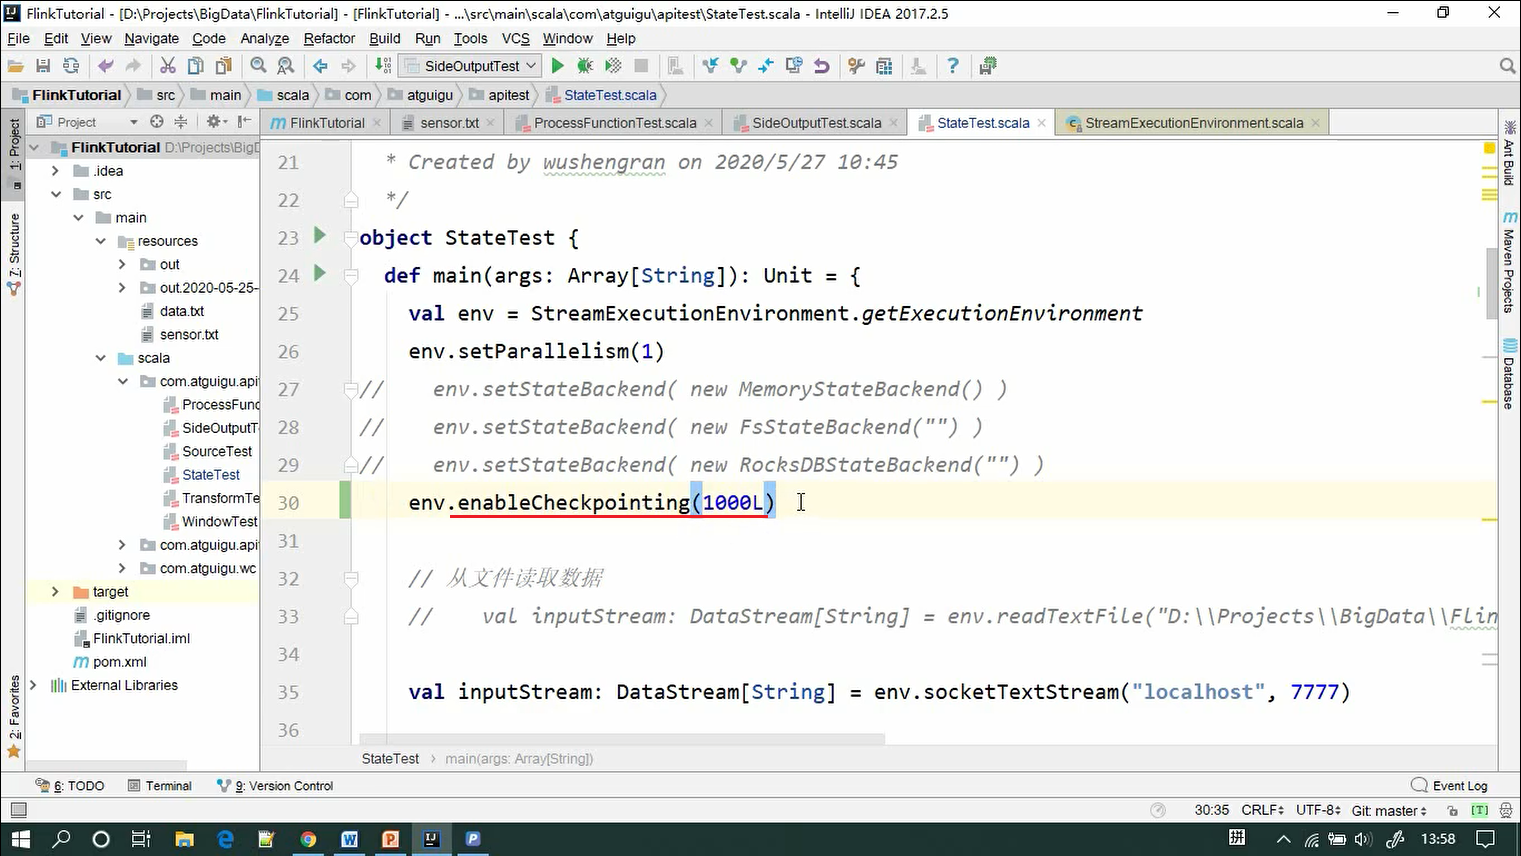 FlinkTutorial - [D:\Projects\BigData\FlinkTutorial] - [FlinkTutorial] - ...\src\main\scala\com\atguigu\apitest\StateTest.scala - IntelliJ IDEA 2017.2.5
File Edit View Navigate Code Analyze Refactor Build Run Tools VCS Window Help
SideOutputTest
FlinkTutorial src main scala com atguigu apitest StateTest.scala
Project
FlinkTutorial sensor.txt ProcessFunctionTest.scala SideOutputTest.scala StateTest.scala StreamExecutionEnvironment.scala
1: Project
7: Structure
2: Favorites
FlinkTutorial D:\Projects\BigD
.idea
src
main
resources
out
out.2020-05-25-
data.txt
sensor.txt
scala
com.atguigu.apit
ProcessFunc
SideOutputTe
SourceTest
StateTest
TransformTe
WindowTest
com.atguigu.api
com.atguigu.wc
target
.gitignore
FlinkTutorial.iml
pom.xml
External Libraries
21 * Created by wushengran on 2020/5/27 10:45
22 */
23 object StateTest {
24 def main(args: Array[String]): Unit = {
25 val env = StreamExecutionEnvironment.getExecutionEnvironment
26 env.setParallelism(1)
27 // env.setStateBackend( new MemoryStateBackend() )
28 // env.setStateBackend( new FsStateBackend("") )
29 // env.setStateBackend( new RocksDBStateBackend("") )
30 env.enableCheckpointing(1000L)
31
32 // 从文件读取数据
33 // val inputStream: DataStream[String] = env.readTextFile("D:\\Projects\\BigData\\Flin
34
35 val inputStream: DataStream[String] = env.socketTextStream("localhost", 7777)
36
Ant Build
Maven Projects
Database
StateTest main(args: Array[String])
6: TODO Terminal 9: Version Control Event Log
30:35 CRLF UTF-8 Git: master [T]
拼 13:58